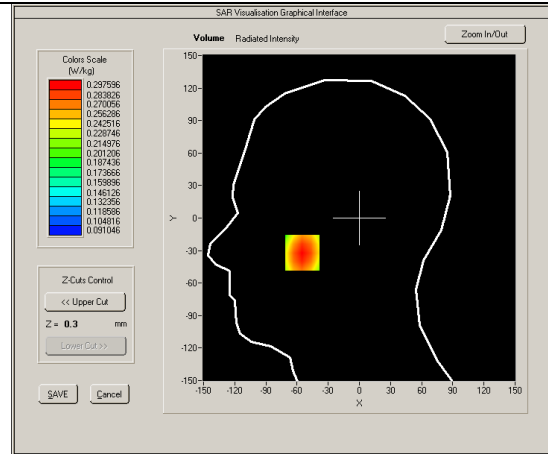 SAR Visualisation Graphical Interface
Volume Radiated Intensity
Zoom In/Out
Colors Scale
(W/kg)
0.297596
0.283826
0.270056
0.256286
0.242516
0.228746
0.214976
0.201206
0.187436
0.173666
0.159896
0.146126
0.132356
0.118586
0.104816
0.091046
Z-Cuts Control
<< Upper Cut
Z = 0.3 mm
Lower Cut >>
SAVE Cancel
150
120
90
60
30
0
-30
-60
-90
-120
-150
Y
-150 -120 -90 -60 -30 0 30 60 90 120 150
X